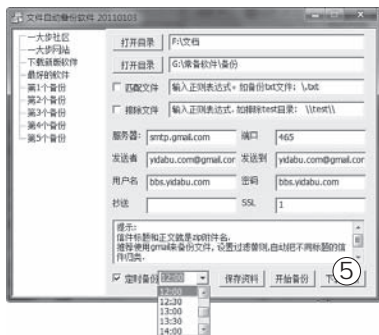 文件自动备份软件 20110103
一大步社区
一大步网站
下载新版软件
最好的软件
第1个备份
第2个备份
第3个备份
第4个备份
第5个备份
打开目录 F:\文档
打开目录 G:\常备软件\备份
匹配文件 输入正则表达式，如备份txt文件：\.txt
排除文件 输入正则表达式，如排除test目录： \\test\\
服务器： smtp.gmail.com 端口 465
发送者 yidabu.com@gmail.com 发送到 yidabu.com@gmail.cor
用户名 bbs.yidabu.com 密码 bbs.yidabu.com
抄送 SSL 1
提示：
信件标题和正文就是zip附件名。
推荐使用gmail来备份文件，设置过滤器则，自动把不同标题的信
件归类。
定时备份 12:00 保存资料 开始备份 ⑤
12:00
12:30
13:00
13:30
14:00